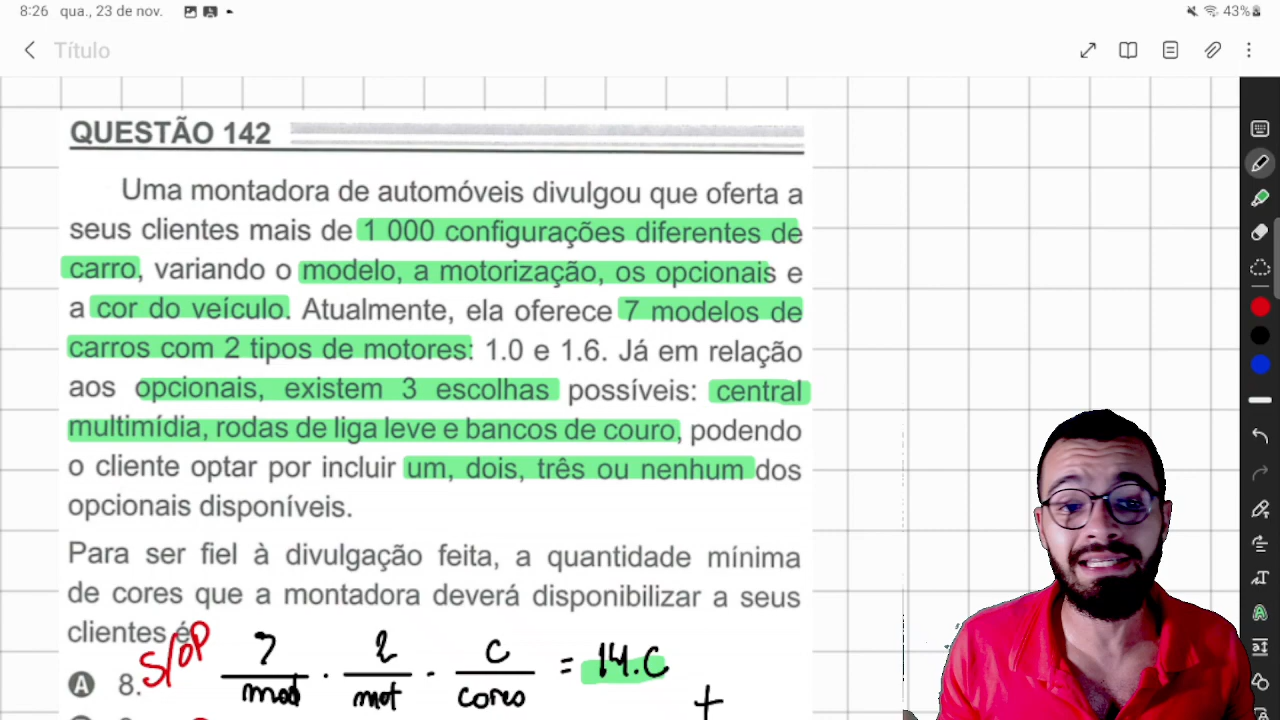 8:26 qua., 23 de nov. 43%
Título
QUESTÃO 142
Uma montadora de automóveis divulgou que oferta a
seus clientes mais de 1 000 configurações diferentes de
carro, variando o modelo, a motorização, os opcionais e
a cor do veículo. Atualmente, ela oferece 7 modelos de
carros com 2 tipos de motores: 1.0 e 1.6. Já em relação
aos opcionais, existem 3 escolhas possíveis: central
multimídia, rodas de liga leve e bancos de couro, podendo
o cliente optar por incluir um, dois, três ou nenhum dos
opcionais disponíveis.
Para ser fiel à divulgação feita, a quantidade mínima
de cores que a montadora deverá disponibilizar a seus
clientes é
S/OP 7 . 2 . C = 14.C
A 8. mod mot cores +